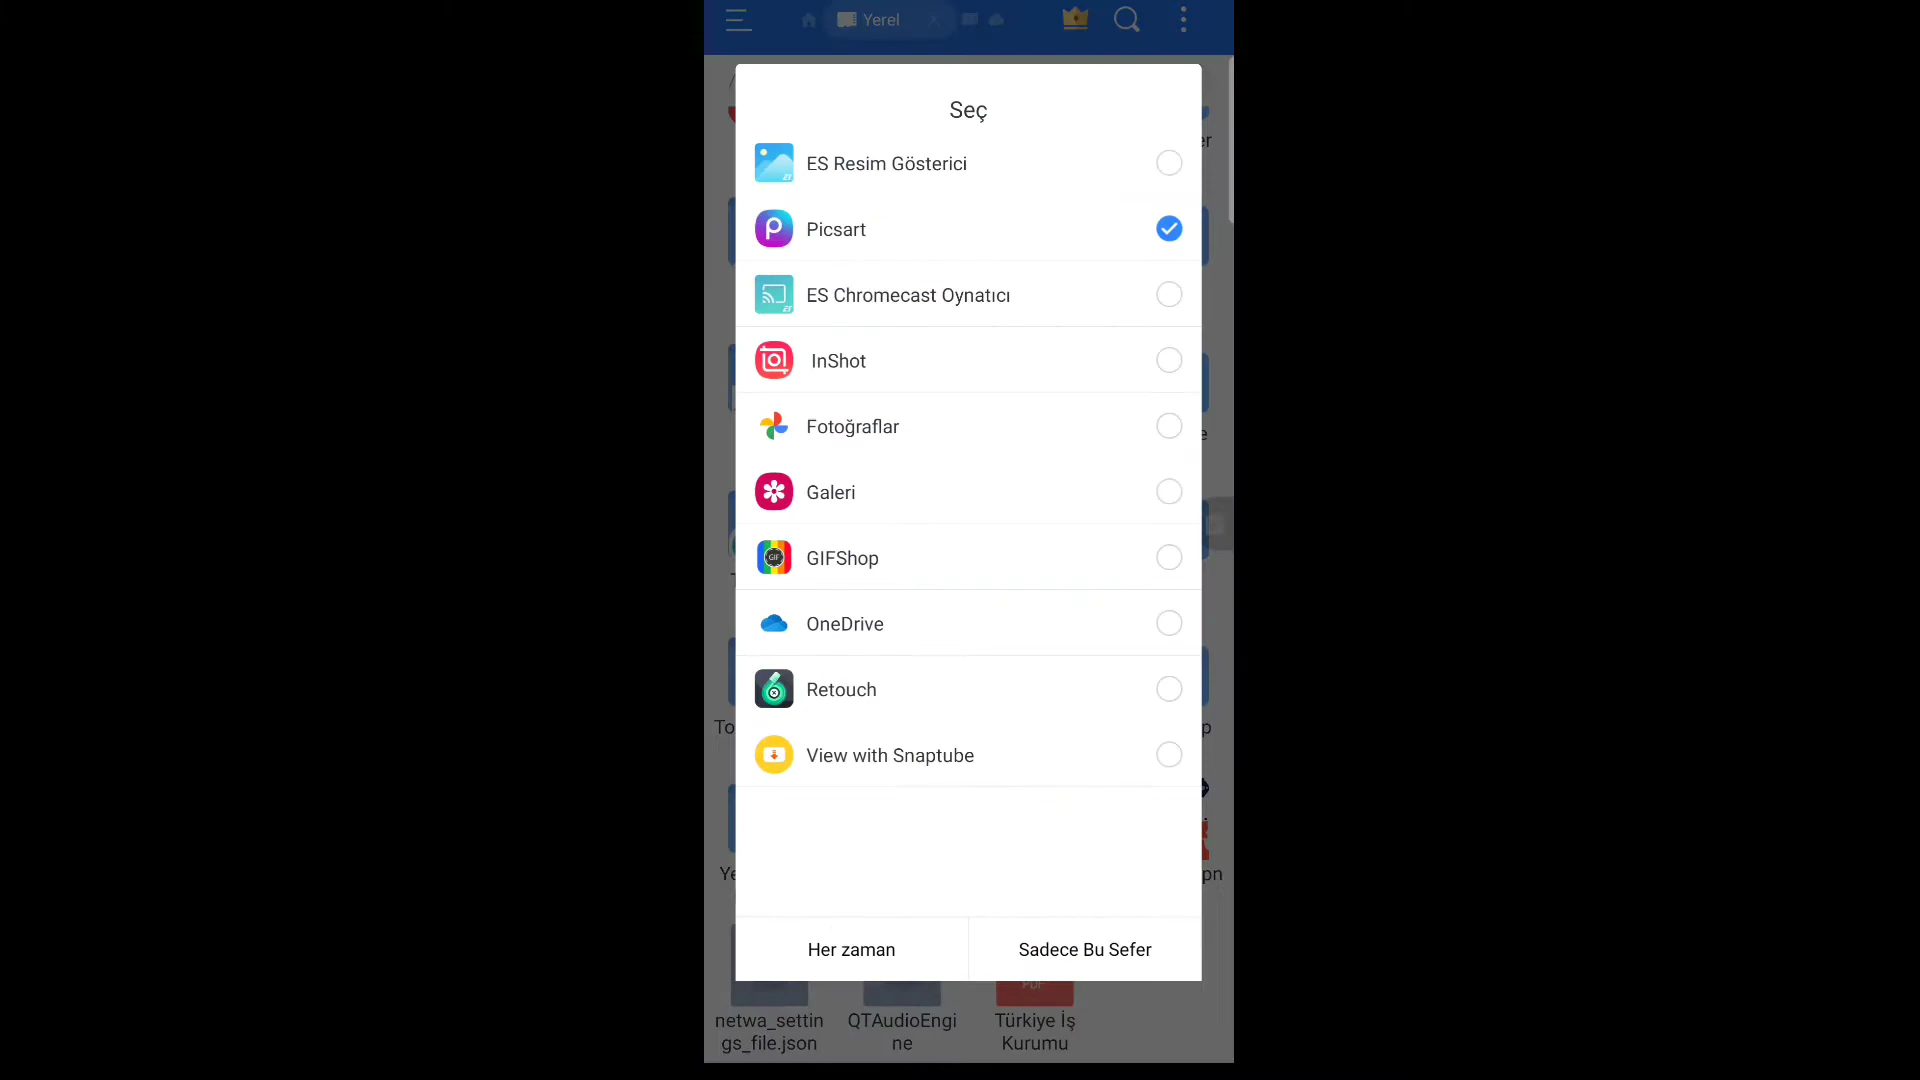 Yerel
Seç
ES Resim Gösterici
Picsart
ES Chromecast Oynatıcı
InShot
Fotoğraflar
Galeri
GIFShop
OneDrive
Retouch
View with Snaptube
Her zaman
Sadece Bu Sefer
netwa_settin
gs_file.json
QTAudioEngi
ne
Türkiye İş
Kurumu